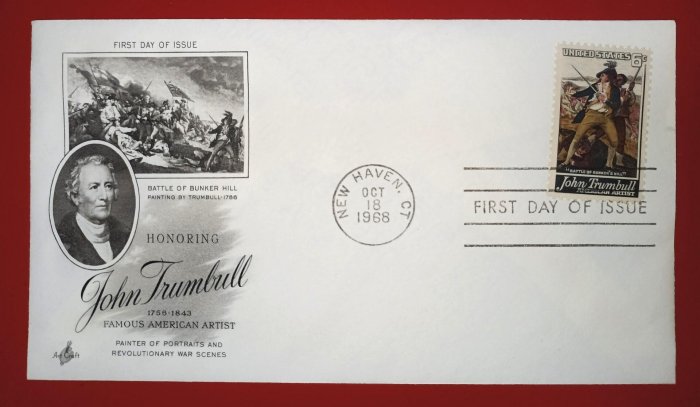 FIRST DAY OF ISSUE
BATTLE OF BUNKER HILL
PAINTING BY TRUMBULL-1786
HONORING
John Trumbull
1756-1843
FAMOUS AMERICAN ARTIST
PAINTER OF PORTRAITS AND
REVOLUTIONARY WAR SCENES
Art Craft
NEW HAVEN, CT
OCT
18
1968
UNITED STATES 6c
"BATTLE OF BUNKER'S HILL"
John Trumbull
AMERICAN ARTIST
FIRST DAY OF ISSUE